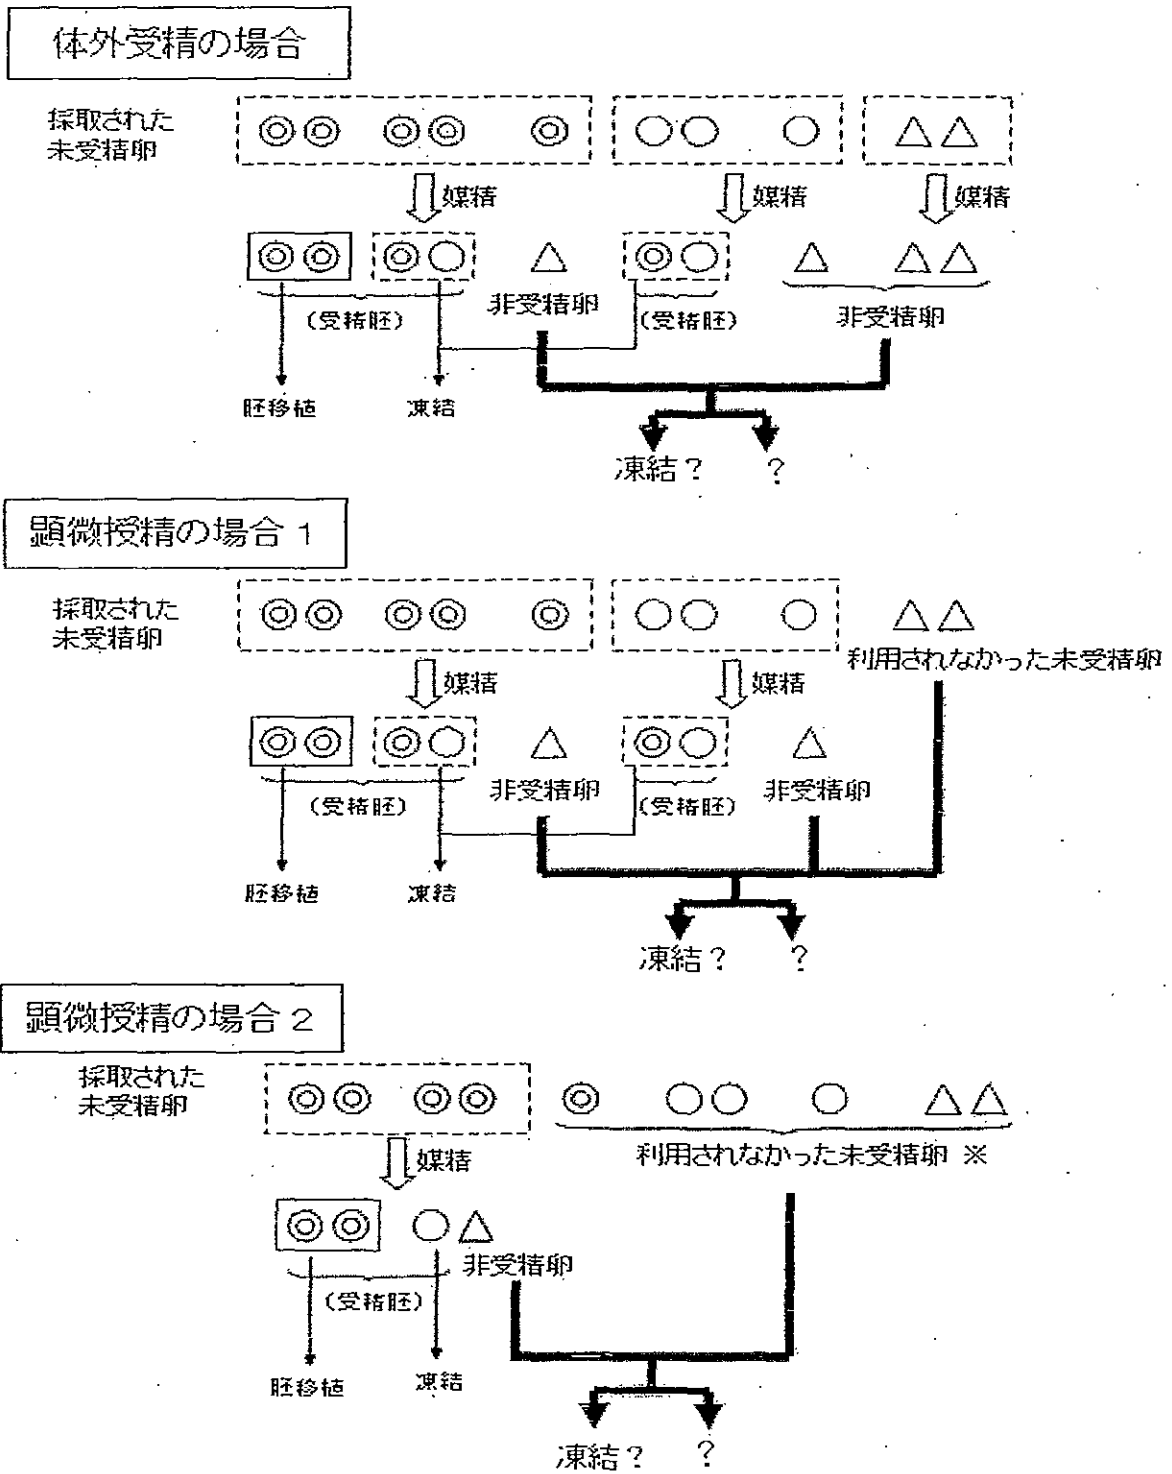 体外受精の場合
採取された
未受精卵
媒精
媒精
媒精
(受精胚)
非受精卵
(受精胚)
非受精卵
胚移植
凍結
凍結？
？
顕微授精の場合 1
採取された
未受精卵
利用されなかった未受精卵
媒精
媒精
(受精胚)
非受精卵
(受精胚)
非受精卵
胚移植
凍結
凍結？
？
顕微授精の場合 2
採取された
未受精卵
利用されなかった未受精卵 ※
媒精
非受精卵
(受精胚)
胚移植
凍結
凍結？
？